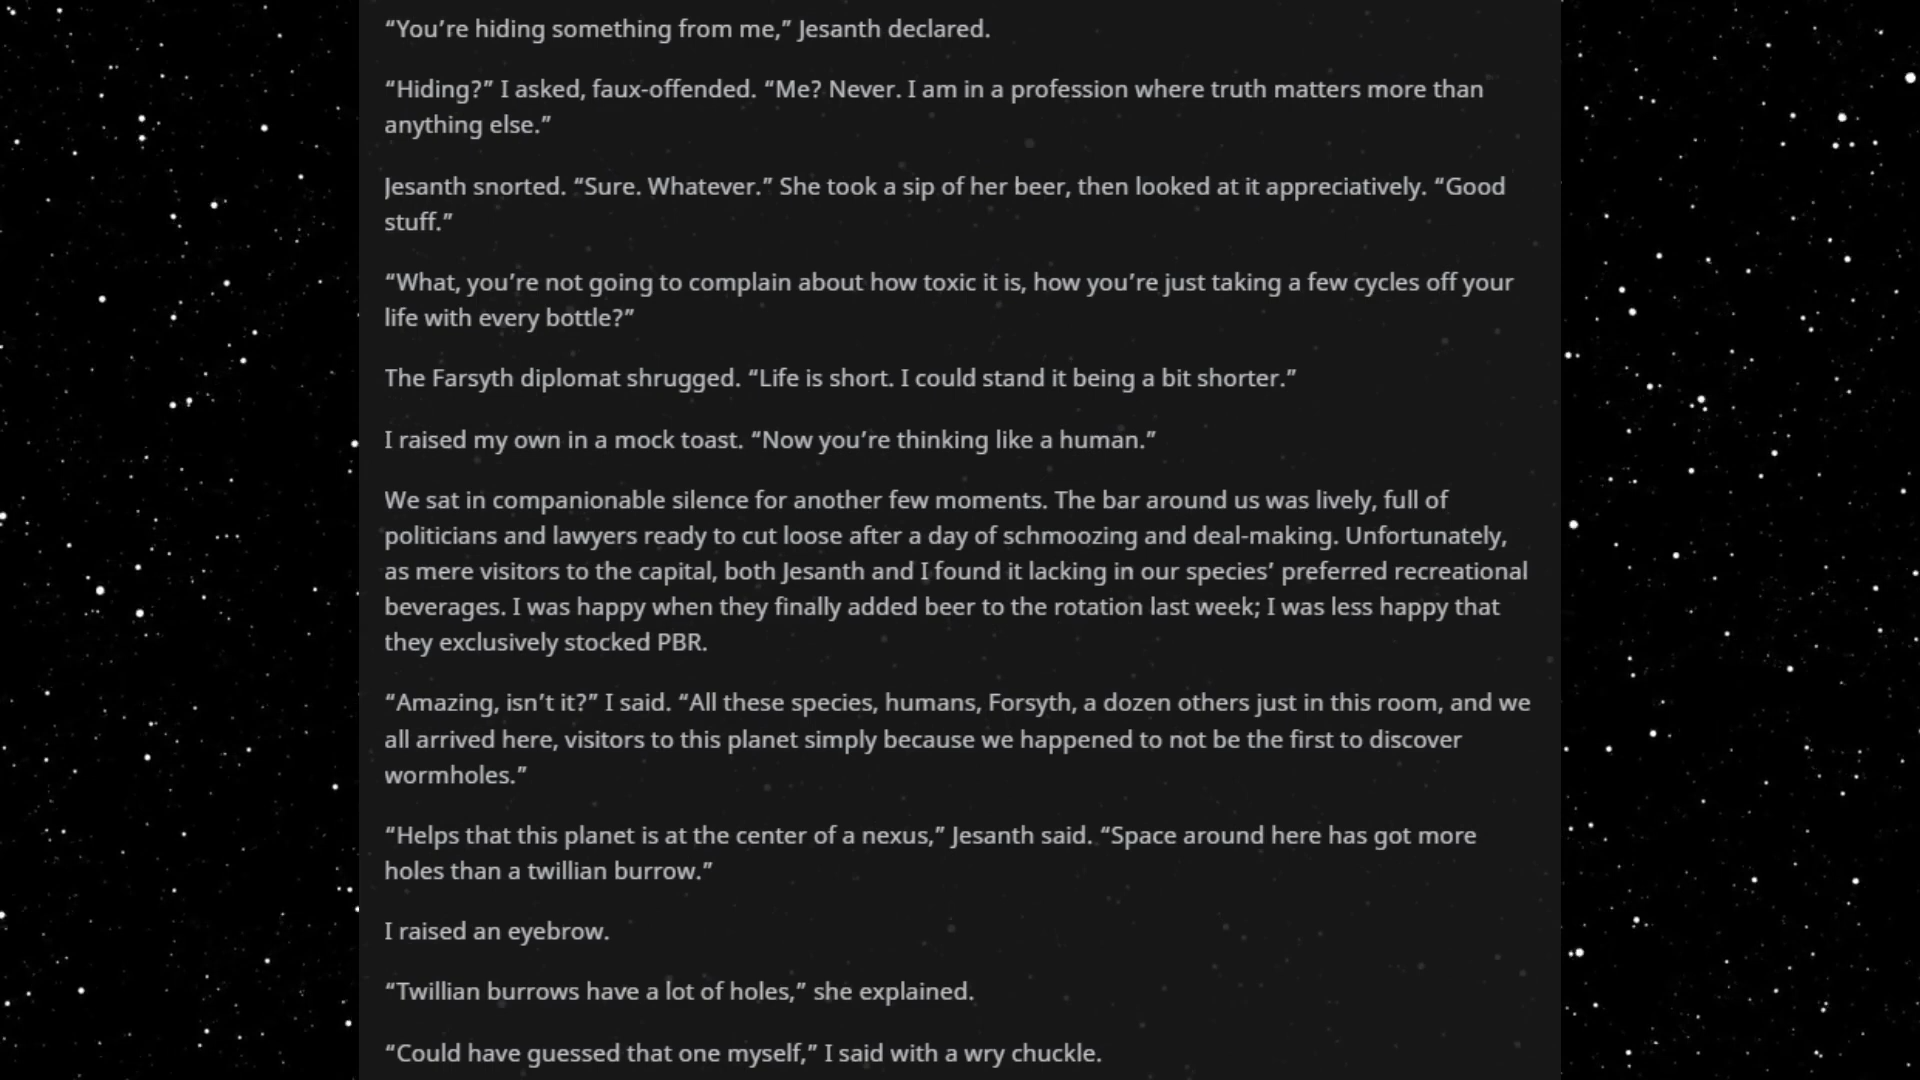 “You’re hiding something from me,” Jesanth declared.
“Hiding?” I asked, faux-offended. “Me? Never. I am in a profession where truth matters more than
anything else.”
Jesanth snorted. “Sure. Whatever.” She took a sip of her beer, then looked at it appreciatively. “Good
stuff.”
“What, you’re not going to complain about how toxic it is, how you’re just taking a few cycles off your
life with every bottle?”
The Farsyth diplomat shrugged. “Life is short. I could stand it being a bit shorter.”
I raised my own in a mock toast. “Now you’re thinking like a human.”
We sat in companionable silence for another few moments. The bar around us was lively, full of
politicians and lawyers ready to cut loose after a day of schmoozing and deal-making. Unfortunately,
as mere visitors to the capital, both Jesanth and I found it lacking in our species’ preferred recreational
beverages. I was happy when they finally added beer to the rotation last week; I was less happy that
they exclusively stocked PBR.
“Amazing, isn’t it?” I said. “All these species, humans, Forsyth, a dozen others just in this room, and we
all arrived here, visitors to this planet simply because we happened to not be the first to discover
wormholes.”
“Helps that this planet is at the center of a nexus,” Jesanth said. “Space around here has got more
holes than a twillian burrow.”
I raised an eyebrow.
“Twillian burrows have a lot of holes,” she explained.
“Could have guessed that one myself,” I said with a wry chuckle.